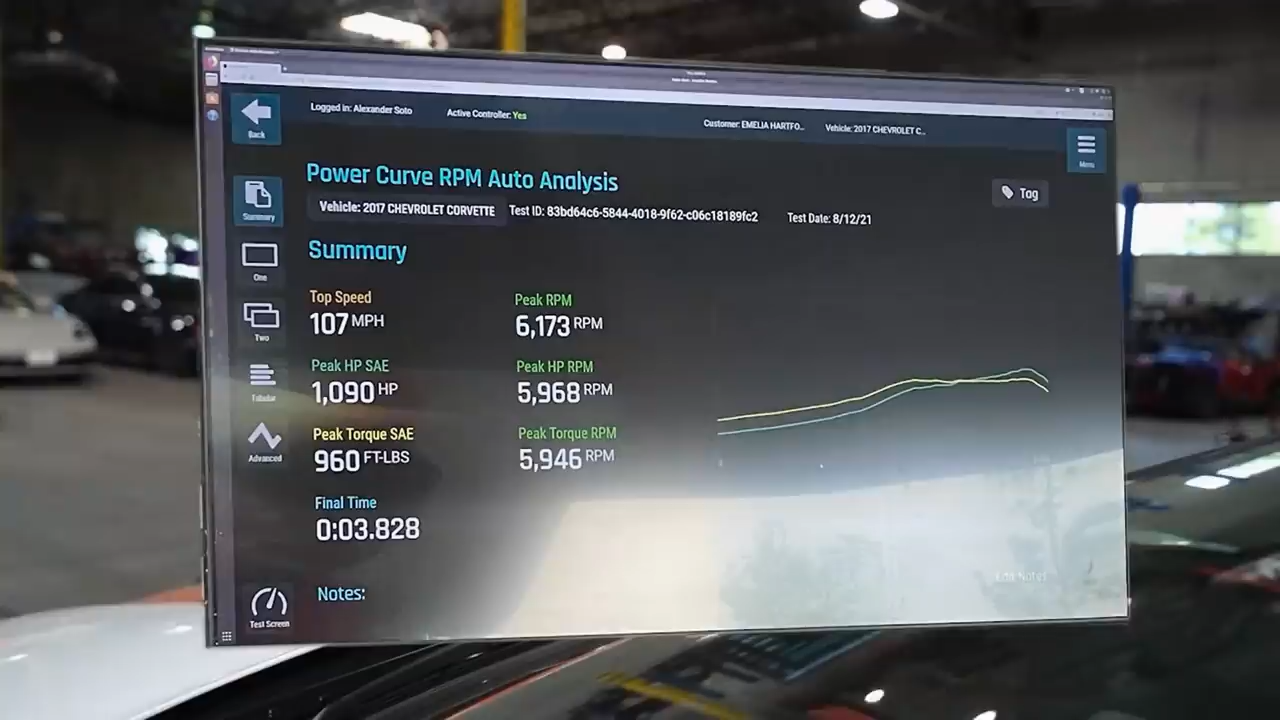 Logged in: Alexander Soto
Active Controller: Yes
Customer: EMELIA HARTFO...
Vehicle: 2017 CHEVROLET C...
Back
Menu
Power Curve RPM Auto Analysis
Tag
Vehicle: 2017 CHEVROLET CORVETTE
Test ID: 83bd64c6-5844-4018-9f62-c06c18189fc2
Test Date: 8/12/21
Summary
Summary
One
Two
Tabular
Advanced
Test Screen
Top Speed
107 MPH
Peak RPM
6,173 RPM
Peak HP SAE
1,090 HP
Peak HP RPM
5,968 RPM
Peak Torque SAE
960 FT-LBS
Peak Torque RPM
5,946 RPM
Final Time
0:03.828
Notes:
Edit Notes